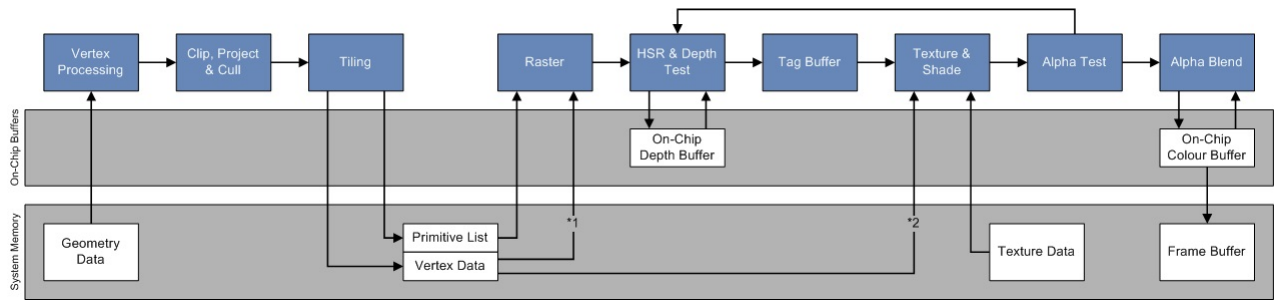 Vertex
Processing
Clip, Project
& Cull
Tiling
Raster
HSR & Depth
Test
Tag Buffer
Texture &
Shade
Alpha Test
Alpha Blend
On-Chip Buffers
On-Chip
Depth Buffer
On-Chip
Colour Buffer
System Memory
Geometry
Data
Primitive List
Vertex Data
*1
*2
Texture Data
Frame Buffer